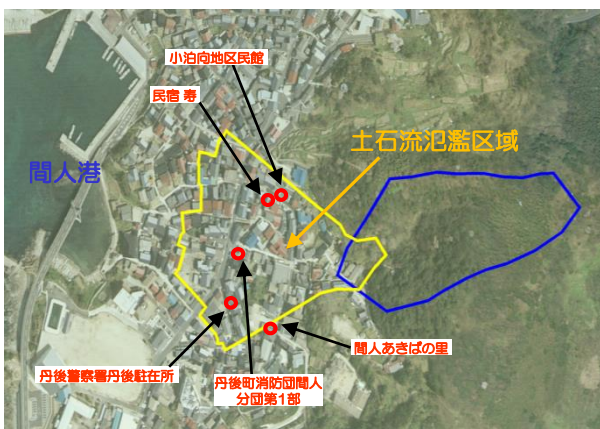 小泊向地区民館
民宿 寿
土石流氾濫区域
間人港
間人あきばの里
丹後警察署丹後駐在所
丹後町消防団間人
分団第1部